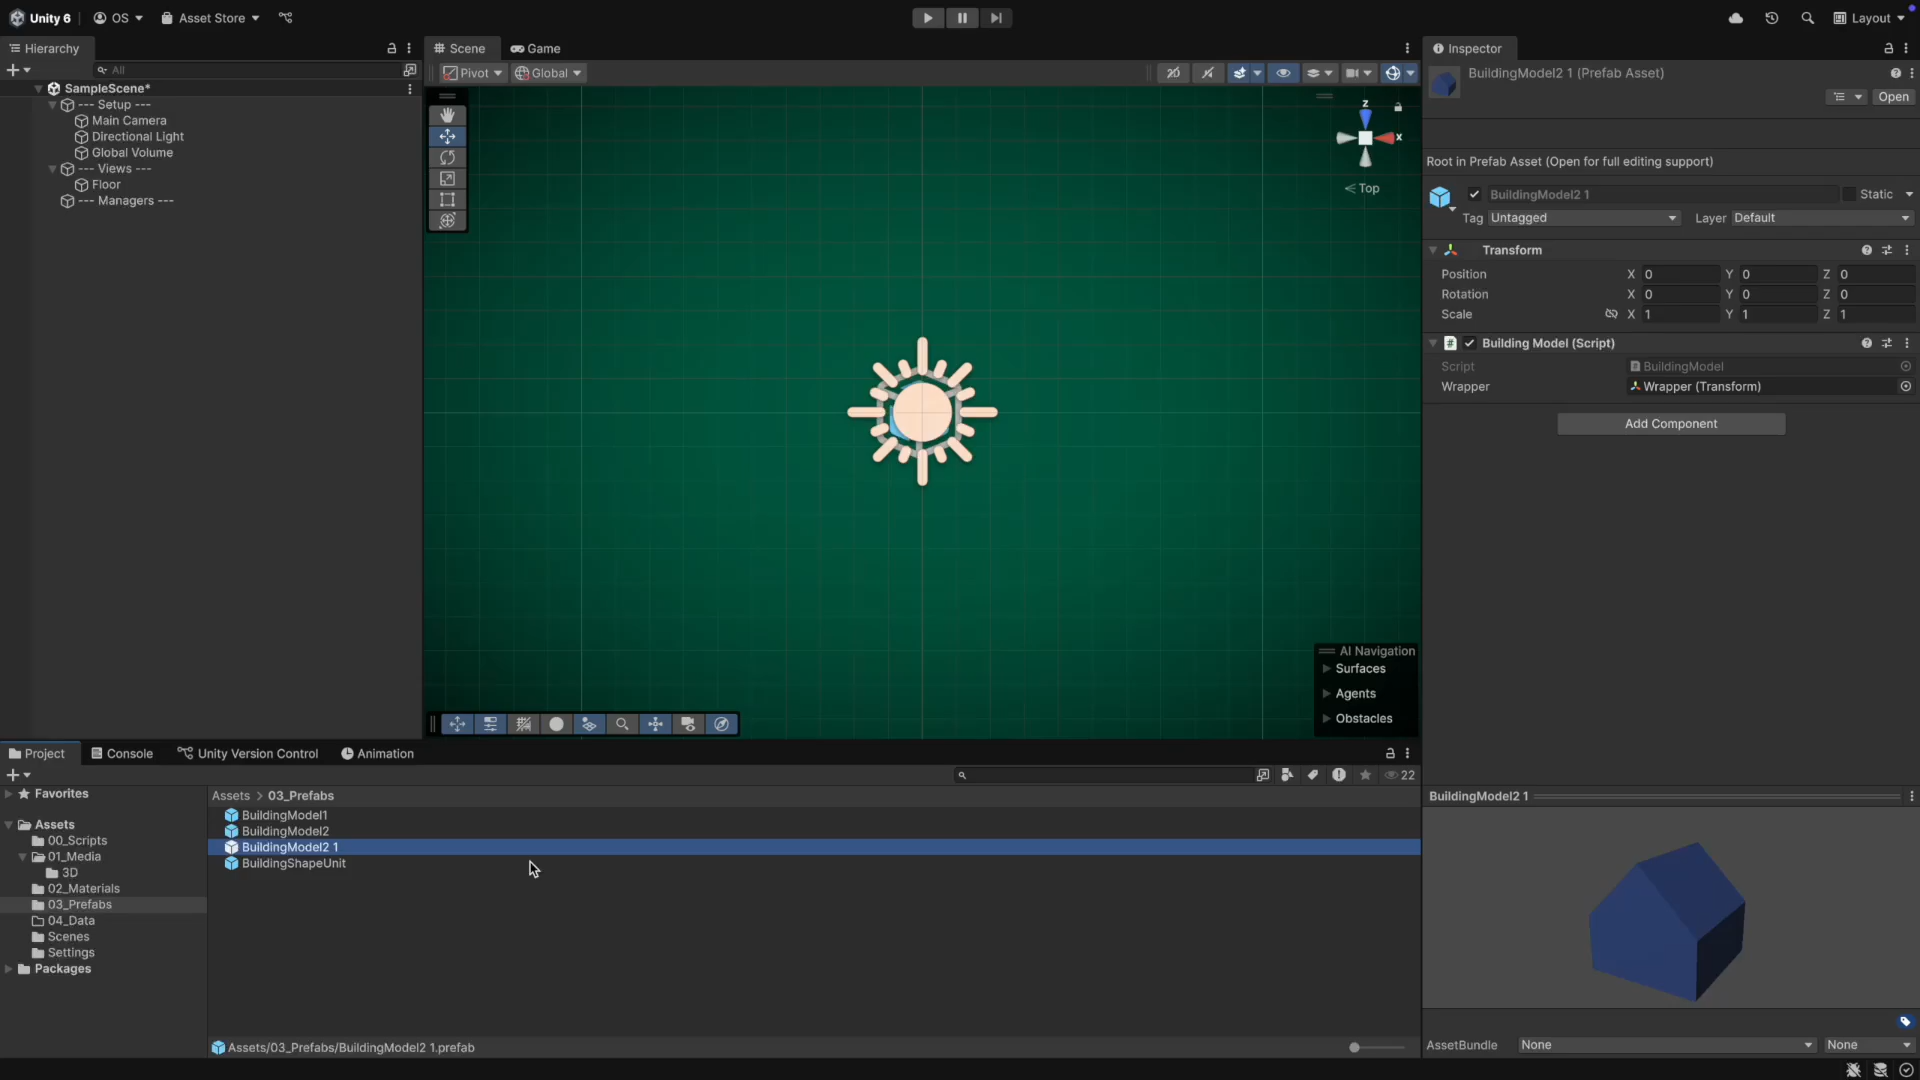 Unity 6
OS
Asset Store
Layout
Hierarchy
All
SampleScene*
--- Setup ---
Main Camera
Directional Light
Global Volume
--- Views ---
Floor
--- Managers ---
Scene
Game
Pivot
Global
2D
z
x
Top
AI Navigation
Surfaces
Agents
Obstacles
Inspector
BuildingModel2 1 (Prefab Asset)
Open
Root in Prefab Asset (Open for full editing support)
BuildingModel2 1
Static
Tag Untagged
Layer Default
Transform
Position X 0 Y 0 Z 0
Rotation X 0 Y 0 Z 0
Scale X 1 Y 1 Z 1
Building Model (Script)
Script BuildingModel
Wrapper Wrapper (Transform)
Add Component
Project
Console
Unity Version Control
Animation
22
Favorites
Assets
00_Scripts
01_Media
3D
02_Materials
03_Prefabs
04_Data
Scenes
Settings
Packages
Assets > 03_Prefabs
BuildingModel1
BuildingModel2
BuildingModel2 1
BuildingShapeUnit
Assets/03_Prefabs/BuildingModel2 1.prefab
BuildingModel2 1
AssetBundle None None